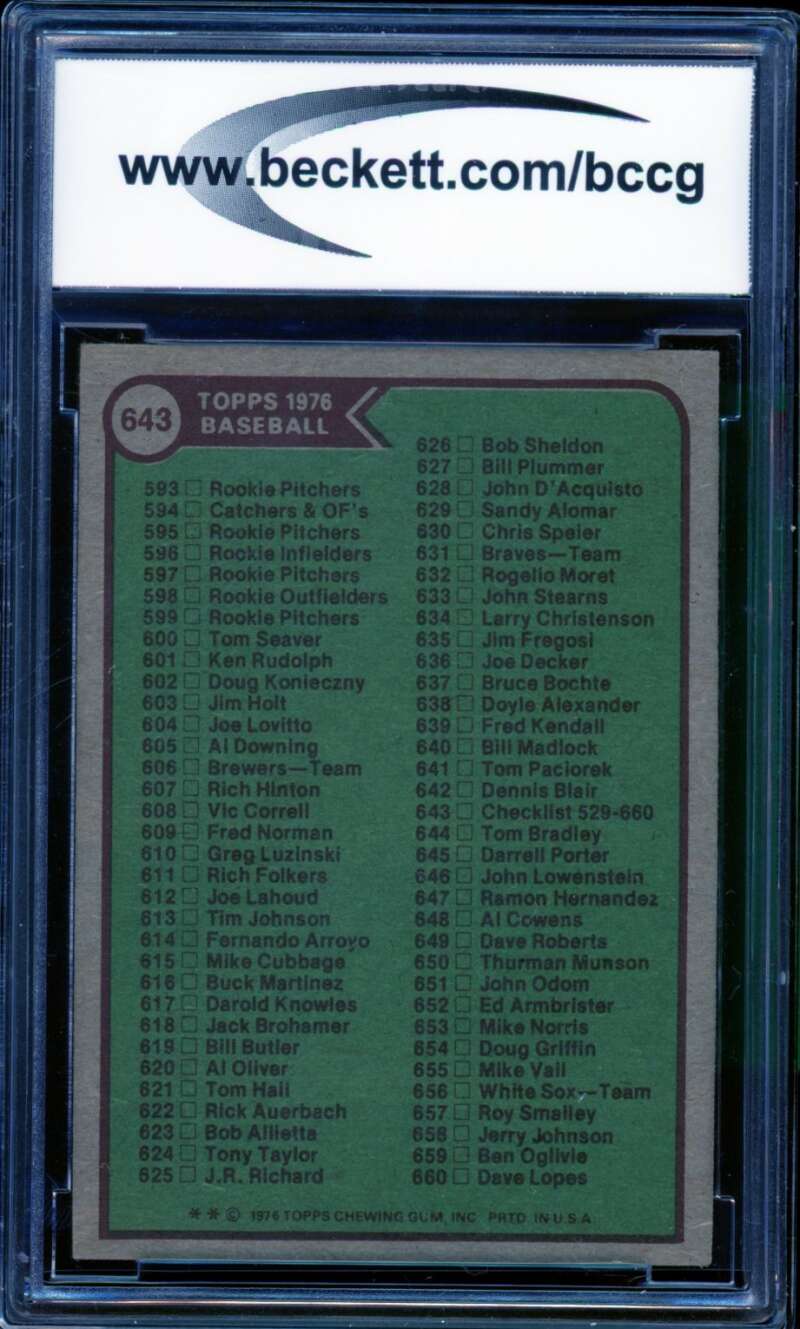 www.beckett.com/bccg
643
TOPPS 1976
BASEBALL
593 Rookie Pitchers
594 Catchers & OF's
595 Rookie Pitchers
596 Rookie Infielders
597 Rookie Pitchers
598 Rookie Outfielders
599 Rookie Pitchers
600 Tom Seaver
601 Ken Rudolph
602 Doug Konieczny
603 Jim Holt
604 Joe Lovitto
605 Al Downing
606 Brewers—Team
607 Rich Hinton
608 Vic Correll
609 Fred Norman
610 Greg Luzinski
611 Rich Folkers
612 Joe Lahoud
613 Tim Johnson
614 Fernando Arroyo
615 Mike Cubbage
616 Buck Martinez
617 Darold Knowles
618 Jack Brohamer
619 Bill Butler
620 Al Oliver
621 Tom Hall
622 Rick Auerbach
623 Bob Allietta
624 Tony Taylor
625 J.R. Richard
626 Bob Sheldon
627 Bill Plummer
628 John D'Acquisto
629 Sandy Alomar
630 Chris Speier
631 Braves—Team
632 Rogelio Moret
633 John Stearns
634 Larry Christenson
635 Jim Fregosi
636 Joe Decker
637 Bruce Bochte
638 Doyle Alexander
639 Fred Kendall
640 Bill Madlock
641 Tom Paciorek
642 Dennis Blair
643 Checklist 529-660
644 Tom Bradley
645 Darrell Porter
646 John Lowenstein
647 Ramon Hernandez
648 Al Cowens
649 Dave Roberts
650 Thurman Munson
651 John Odom
652 Ed Armbrister
653 Mike Norris
654 Doug Griffin
655 Mike Vail
656 White Sox—Team
657 Roy Smalley
658 Jerry Johnson
659 Ben Oglivie
660 Dave Lopes
** © 1976 TOPPS CHEWING GUM, INC PRTD. IN U.S.A